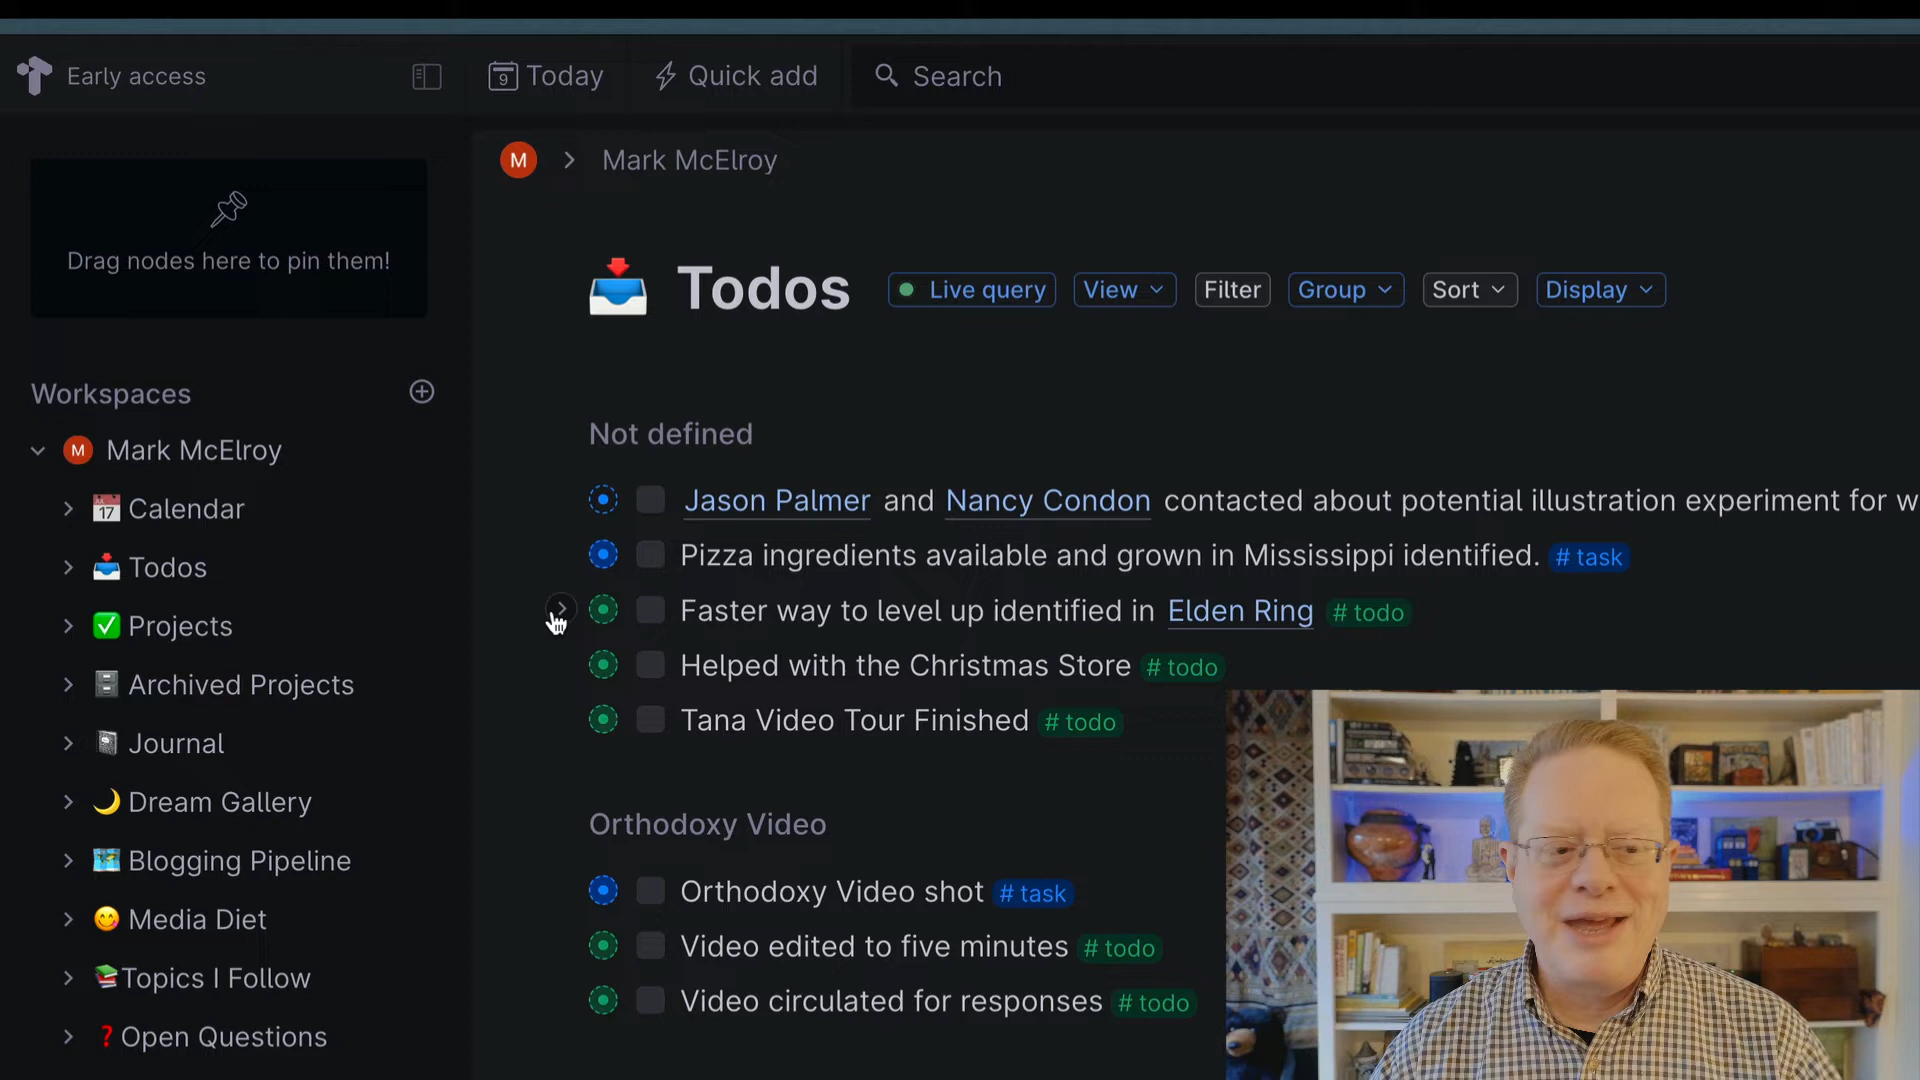 Early access
9 Today
Quick add
Search
M > Mark McElroy
Drag nodes here to pin them!
Todos
Live query
View
Filter
Group
Sort
Display
Workspaces
M Mark McElroy
JUL 17 Calendar
Todos
Projects
Archived Projects
Journal
Dream Gallery
Blogging Pipeline
Media Diet
Topics I Follow
Open Questions
Not defined
Jason Palmer and Nancy Condon contacted about potential illustration experiment for w
Pizza ingredients available and grown in Mississippi identified. # task
Faster way to level up identified in Elden Ring # todo
Helped with the Christmas Store # todo
Tana Video Tour Finished # todo
Orthodoxy Video
Orthodoxy Video shot # task
Video edited to five minutes # todo
Video circulated for responses # todo